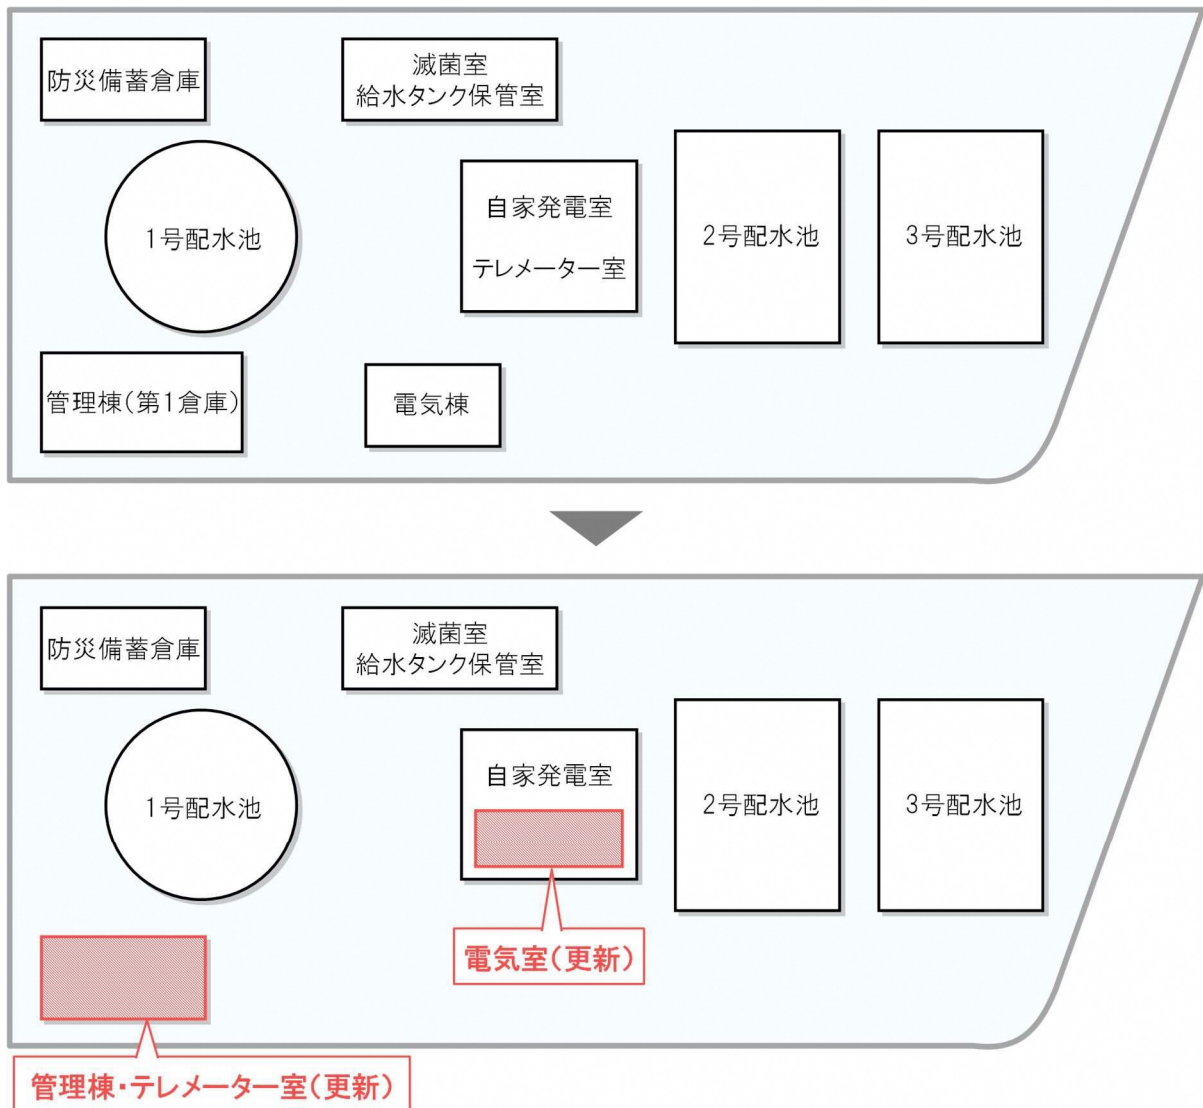 防災備蓄倉庫
滅菌室
給水タンク保管室
1号配水池
自家発電室
テレメーター室
2号配水池
3号配水池
管理棟(第1倉庫)
電気棟
防災備蓄倉庫
滅菌室
給水タンク保管室
1号配水池
自家発電室
2号配水池
3号配水池
電気室(更新)
管理棟・テレメーター室(更新)